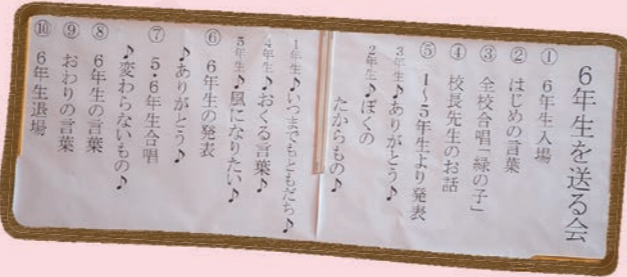 6年生を送る会
① 6年生入場
② はじめの言葉
③ 全校合唱「緑の子」
④ 校長先生のお話
⑤ 1〜5年生より発表
3年生♪ありがとう♪
2年生♪ぼくの
たからもの♪
1年生♪いつまでもともだち♪
4年生♪おくる言葉♪
5年生♪風になりたい♪
⑥ 6年生の発表
♪ありがとう♪
⑦ 5・6年生合唱
♪変わらないもの♪
⑧ 6年生の言葉
⑨ おわりの言葉
⑩ 6年生退場